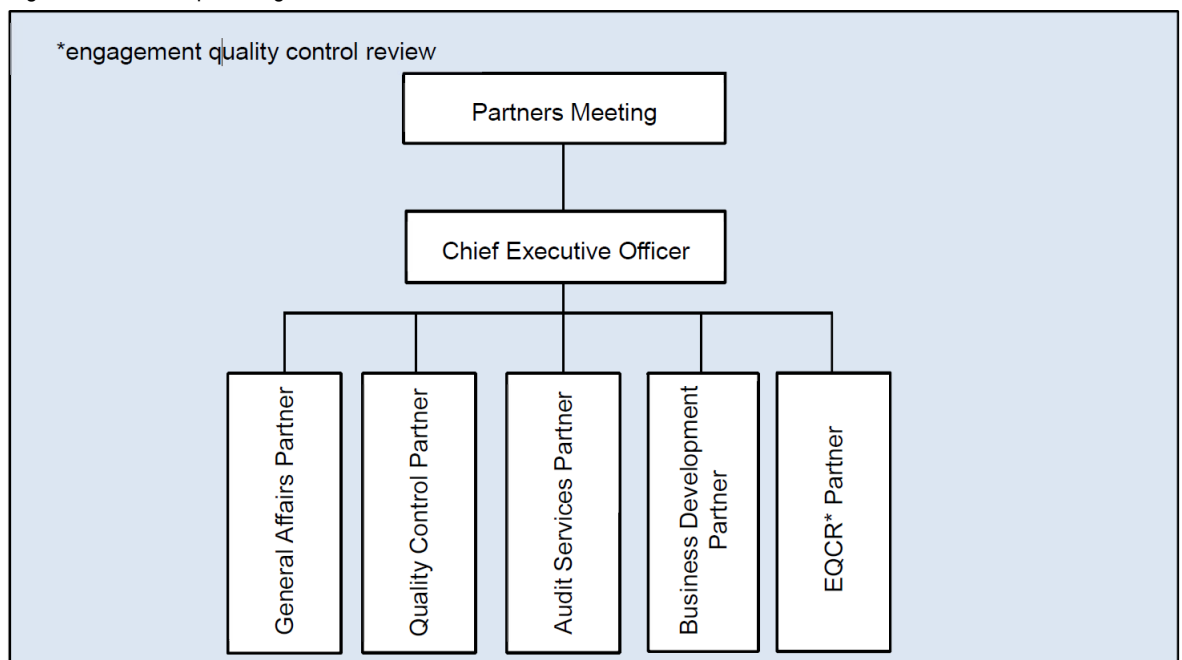 *engagement quality control review
Partners Meeting
Chief Executive Officer
General Affairs Partner
Quality Control Partner
Audit Services Partner
Business Development
Partner
EQCR* Partner